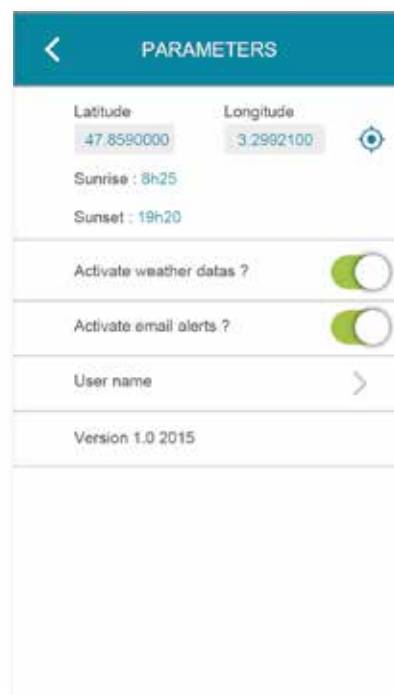 PARAMETERS
Latitude Longitude
47.8590000 3.2992100
Sunrise : 8h25
Sunset : 19h20
Activate weather datas ?
Activate email alerts ?
User name
Version 1.0 2015